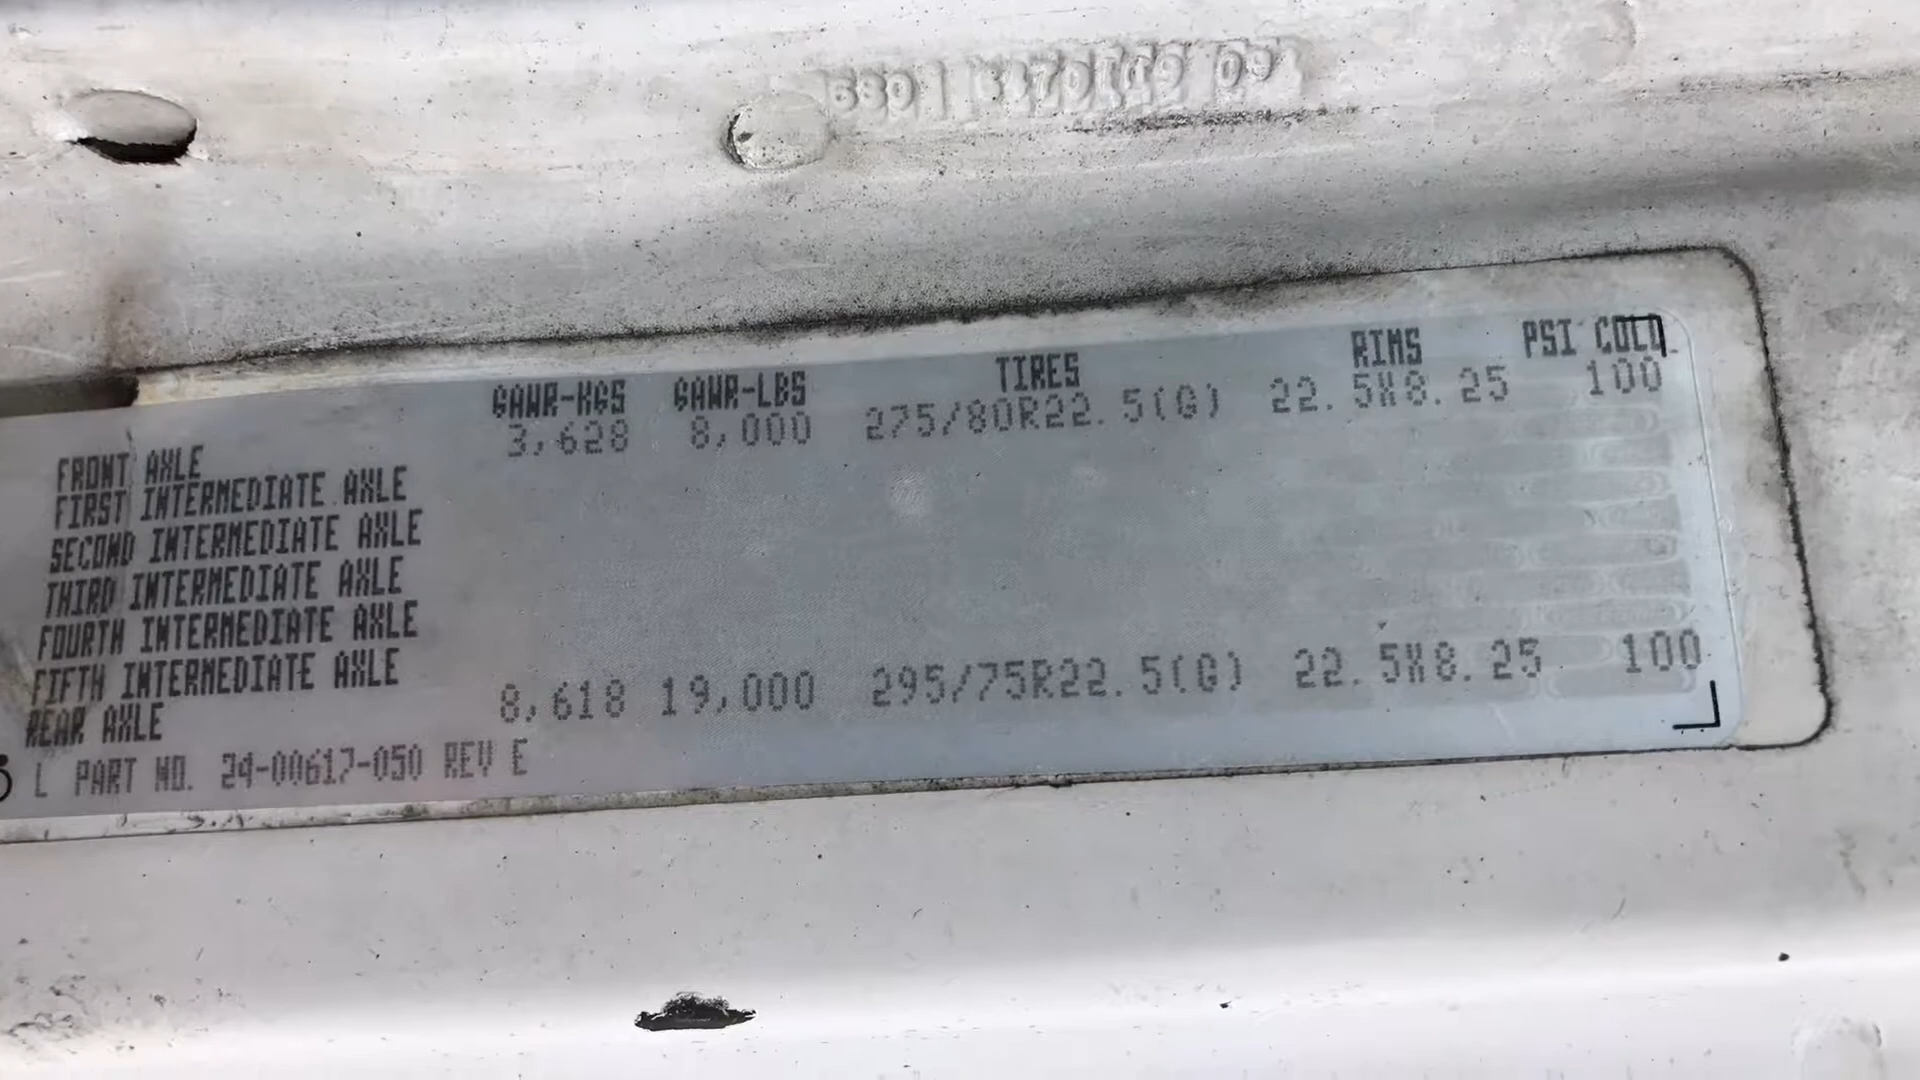 GAWR-KGS GAWR-LBS TIRES RIMS PSI COLD
FRONT AXLE 3,628 8,000 275/80R22.5(G) 22.5X8.25 100
FIRST INTERMEDIATE AXLE
SECOND INTERMEDIATE AXLE
THIRD INTERMEDIATE AXLE
FOURTH INTERMEDIATE AXLE
FIFTH INTERMEDIATE AXLE
REAR AXLE 8,618 19,000 295/75R22.5(G) 22.5X8.25 100
L PART NO. 24-00617-050 REV E